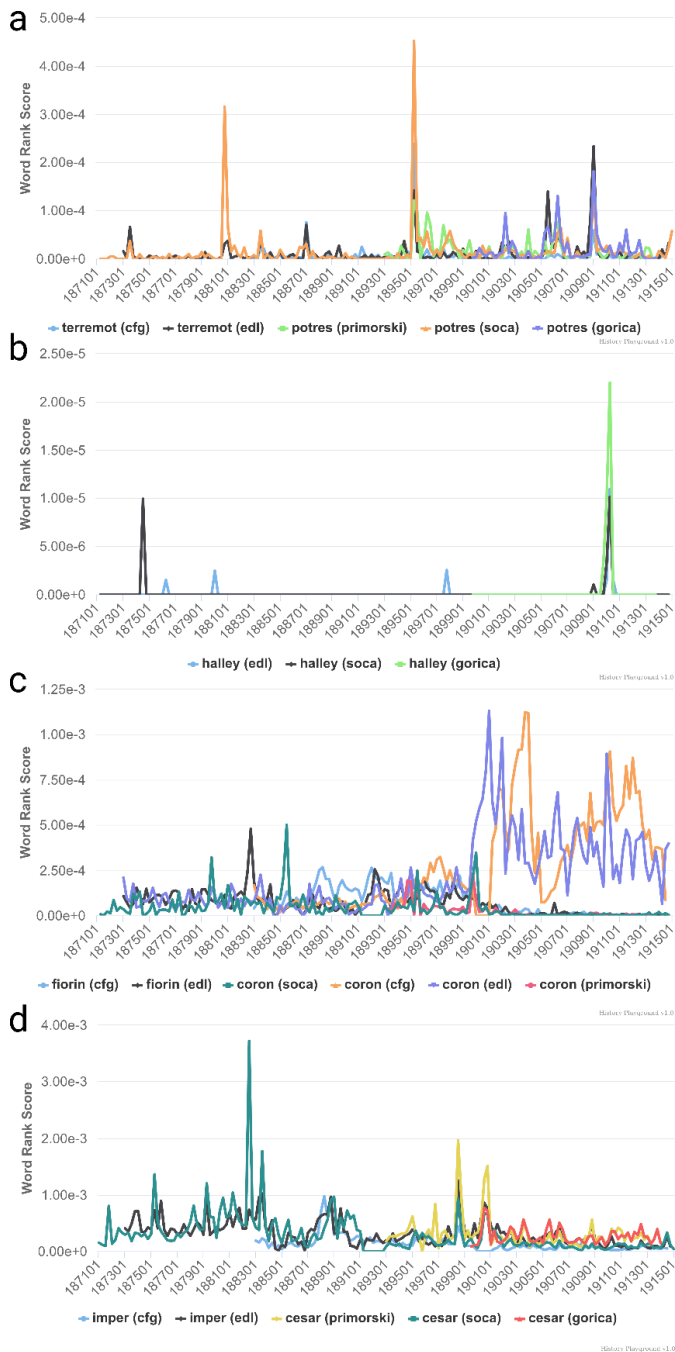 a
5.00e-4
4.00e-4
3.00e-4
2.00e-4
1.00e-4
0.00e+0
Word Rank Score
187101 187301 187501 187701 187901 188101 188301 188501 188701 188901 189101 189301 189501 189701 189901 190101 190301 190501 190701 190901 191101 191301 191501
terremot (cfg) terremot (edl) potres (primorski) potres (soca) potres (gorica)
History Playground v1.0
b
2.50e-5
2.00e-5
1.50e-5
1.00e-5
5.00e-6
0.00e+0
Word Rank Score
187101 187301 187501 187701 187901 188101 188301 188501 188701 188901 189101 189301 189501 189701 189901 190101 190301 190501 190701 190901 191101 191301 191501
halley (edl) halley (soca) halley (gorica)
History Playground v1.0
c
1.25e-3
1.00e-3
7.50e-4
5.00e-4
2.50e-4
0.00e+0
Word Rank Score
187101 187301 187501 187701 187901 188101 188301 188501 188701 188901 189101 189301 189501 189701 189901 190101 190301 190501 190701 190901 191101 191301 191501
fiorin (cfg) fiorin (edl) coron (soca) coron (cfg) coron (edl) coron (primorski)
History Playground v1.0
d
4.00e-3
3.00e-3
2.00e-3
1.00e-3
0.00e+0
Word Rank Score
187101 187301 187501 187701 187901 188101 188301 188501 188701 188901 189101 189301 189501 189701 189901 190101 190301 190501 190701 190901 191101 191301 191501
imper (cfg) imper (edl) cesar (primorski) cesar (soca) cesar (gorica)
History Playground v1.0